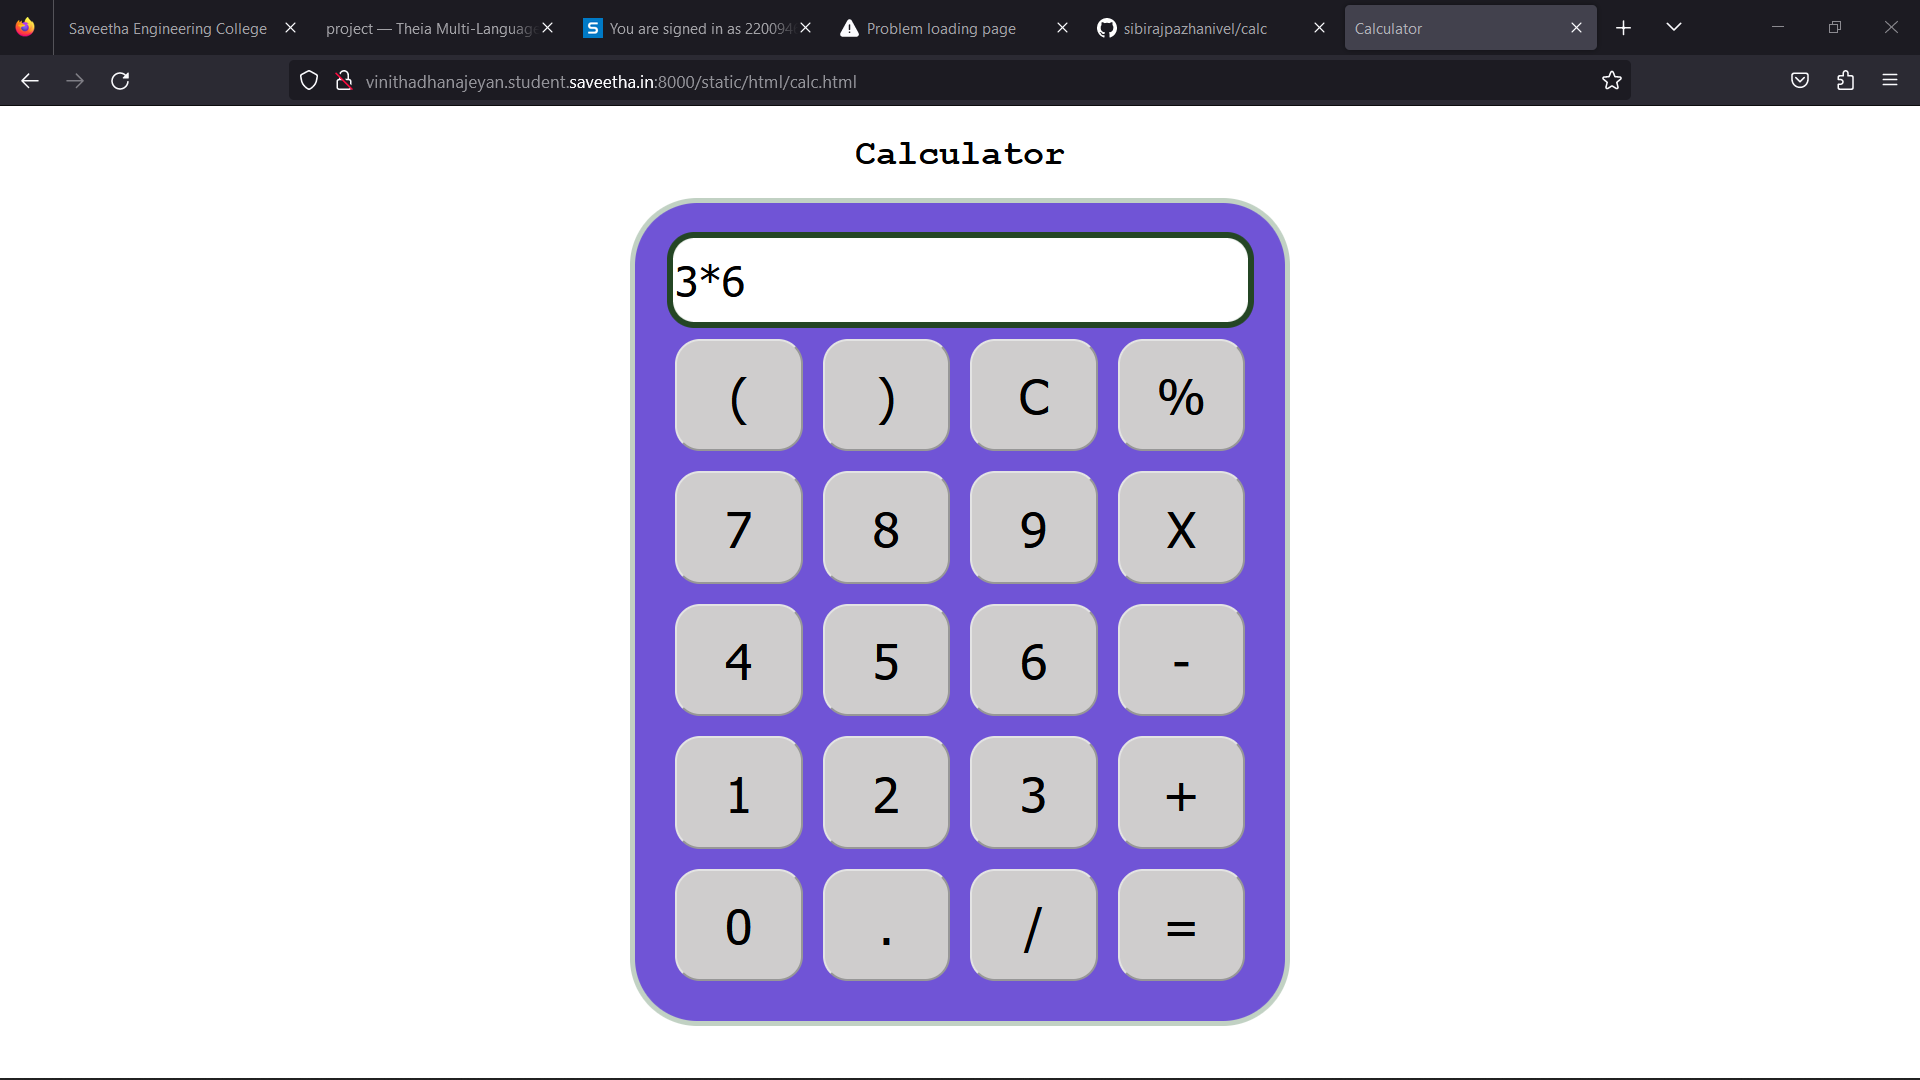 Saveetha Engineering College
project — Theia Multi-Language
You are signed in as 220094
Problem loading page
sibirajpazhanivel/calc
Calculator
vinithadhanajeyan.student.saveetha.in:8000/static/html/calc.html
Calculator
3*6
( ) C %
7 8 9 X
4 5 6 -
1 2 3 +
0 . / =